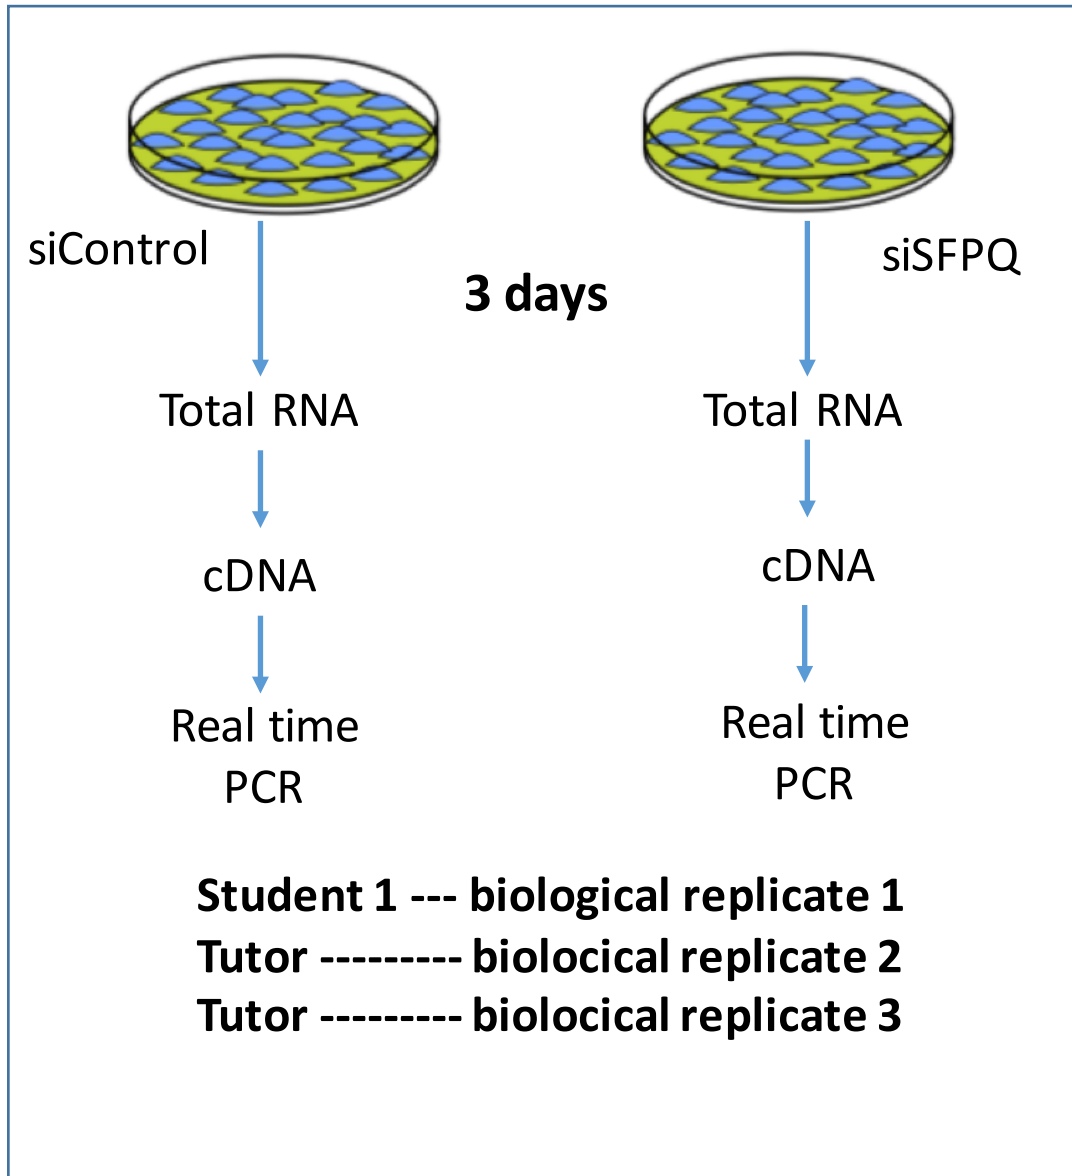 siControl
siSFPQ
3 days
Total RNA
Total RNA
cDNA
cDNA
Real time
PCR
Real time
PCR
Student 1 --- biological replicate 1
Tutor --------- biolocical replicate 2
Tutor --------- biolocical replicate 3